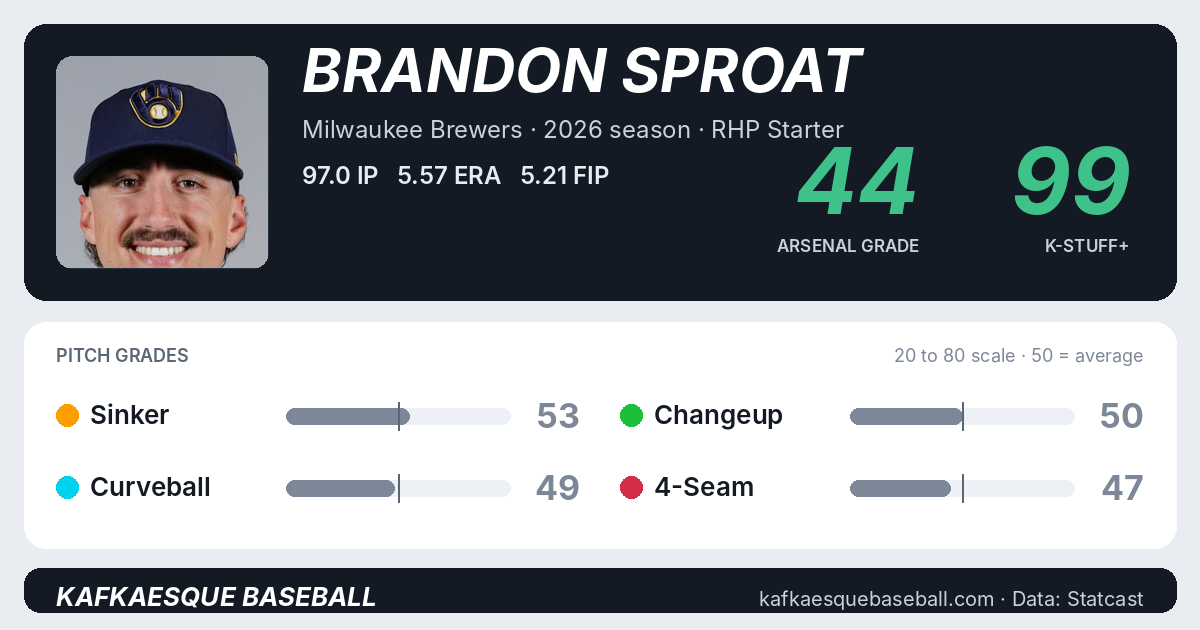 BRANDON SPROAT
Milwaukee Brewers · 2026 season · RHP Starter
97.0 IP 5.57 ERA 5.21 FIP
44 99
ARSENAL GRADE K-STUFF+
PITCH GRADES 20 to 80 scale · 50 = average
Sinker 53 Changeup 50
Curveball 49 4-Seam 47
KAFKAESQUE BASEBALL kafkaesquebaseball.com · Data: Statcast